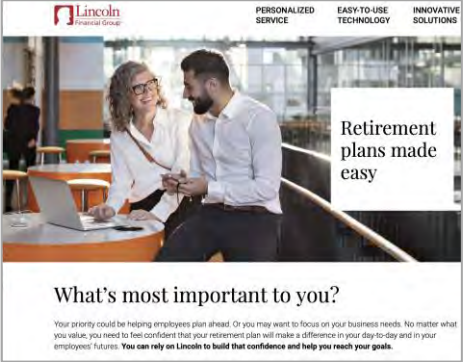 Lincoln
Financial Group®
PERSONALIZED
SERVICE
EASY-TO-USE
TECHNOLOGY
INNOVATIVE
SOLUTIONS
Retirement
plans made
easy
What's most important to you?
Your priority could be helping employees plan ahead. Or you may want to focus on your business needs. No matter what
you value, you need to feel confident that your retirement plan will make a difference in your day-to-day and in your
employees' futures. You can rely on Lincoln to build that confidence and help you reach your goals.